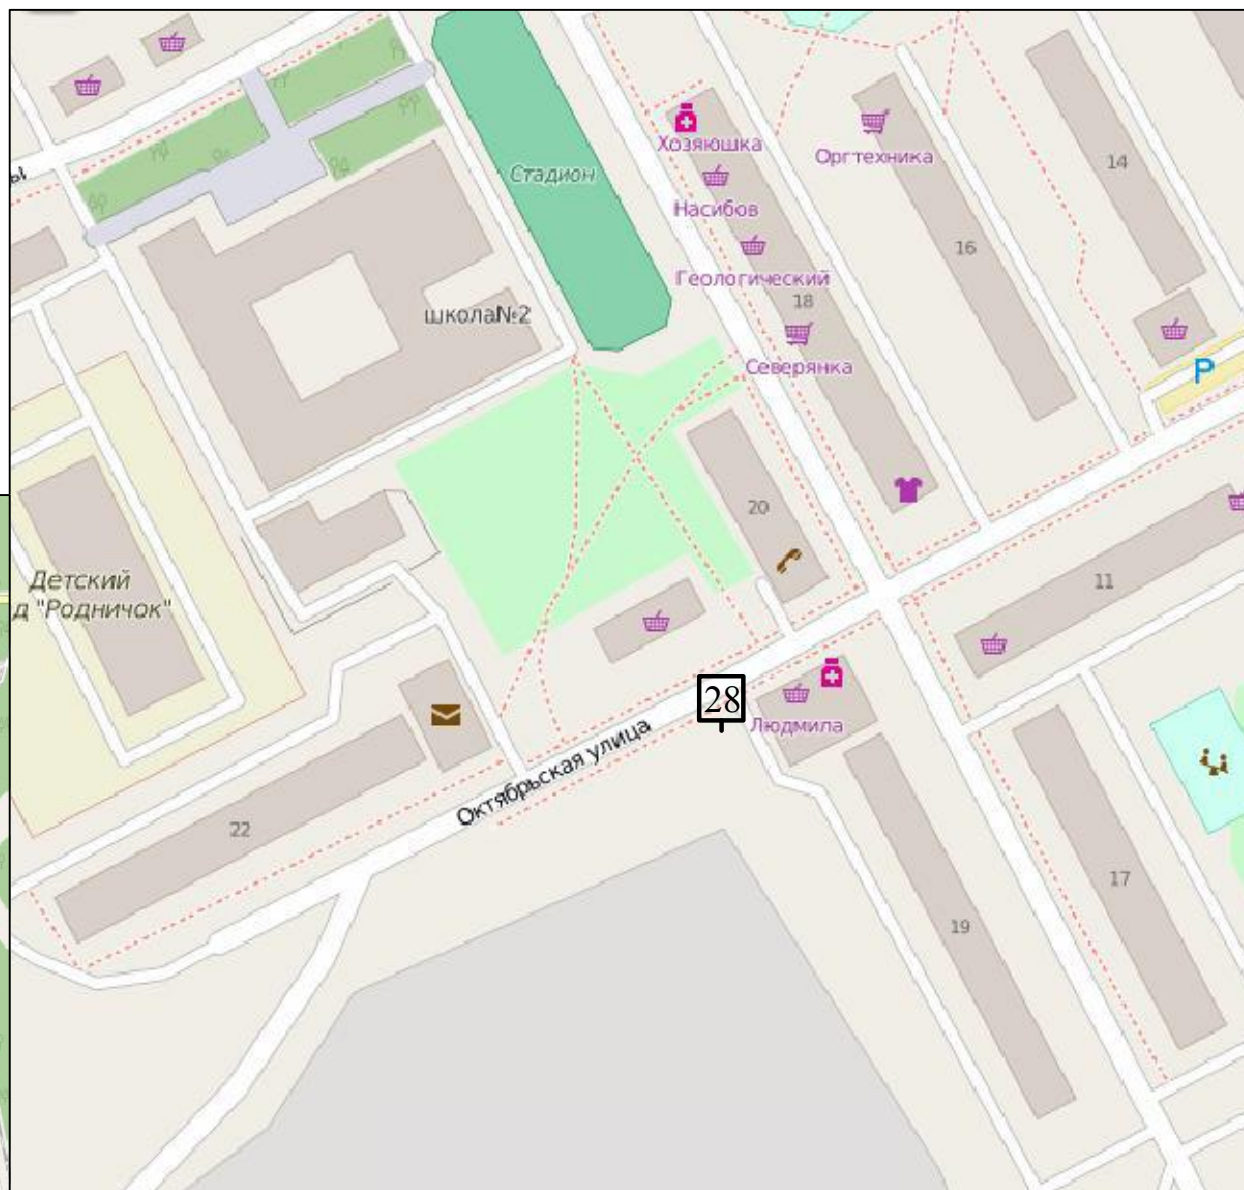 ы
Стадион
Хозяюшка
Оргтехника
14
Насибов
16
Геологический
18
школа№2
Северянка
P
20
Детский
д "Родничок"
11
28
Людмила
Октябрьская улица
22
17
19